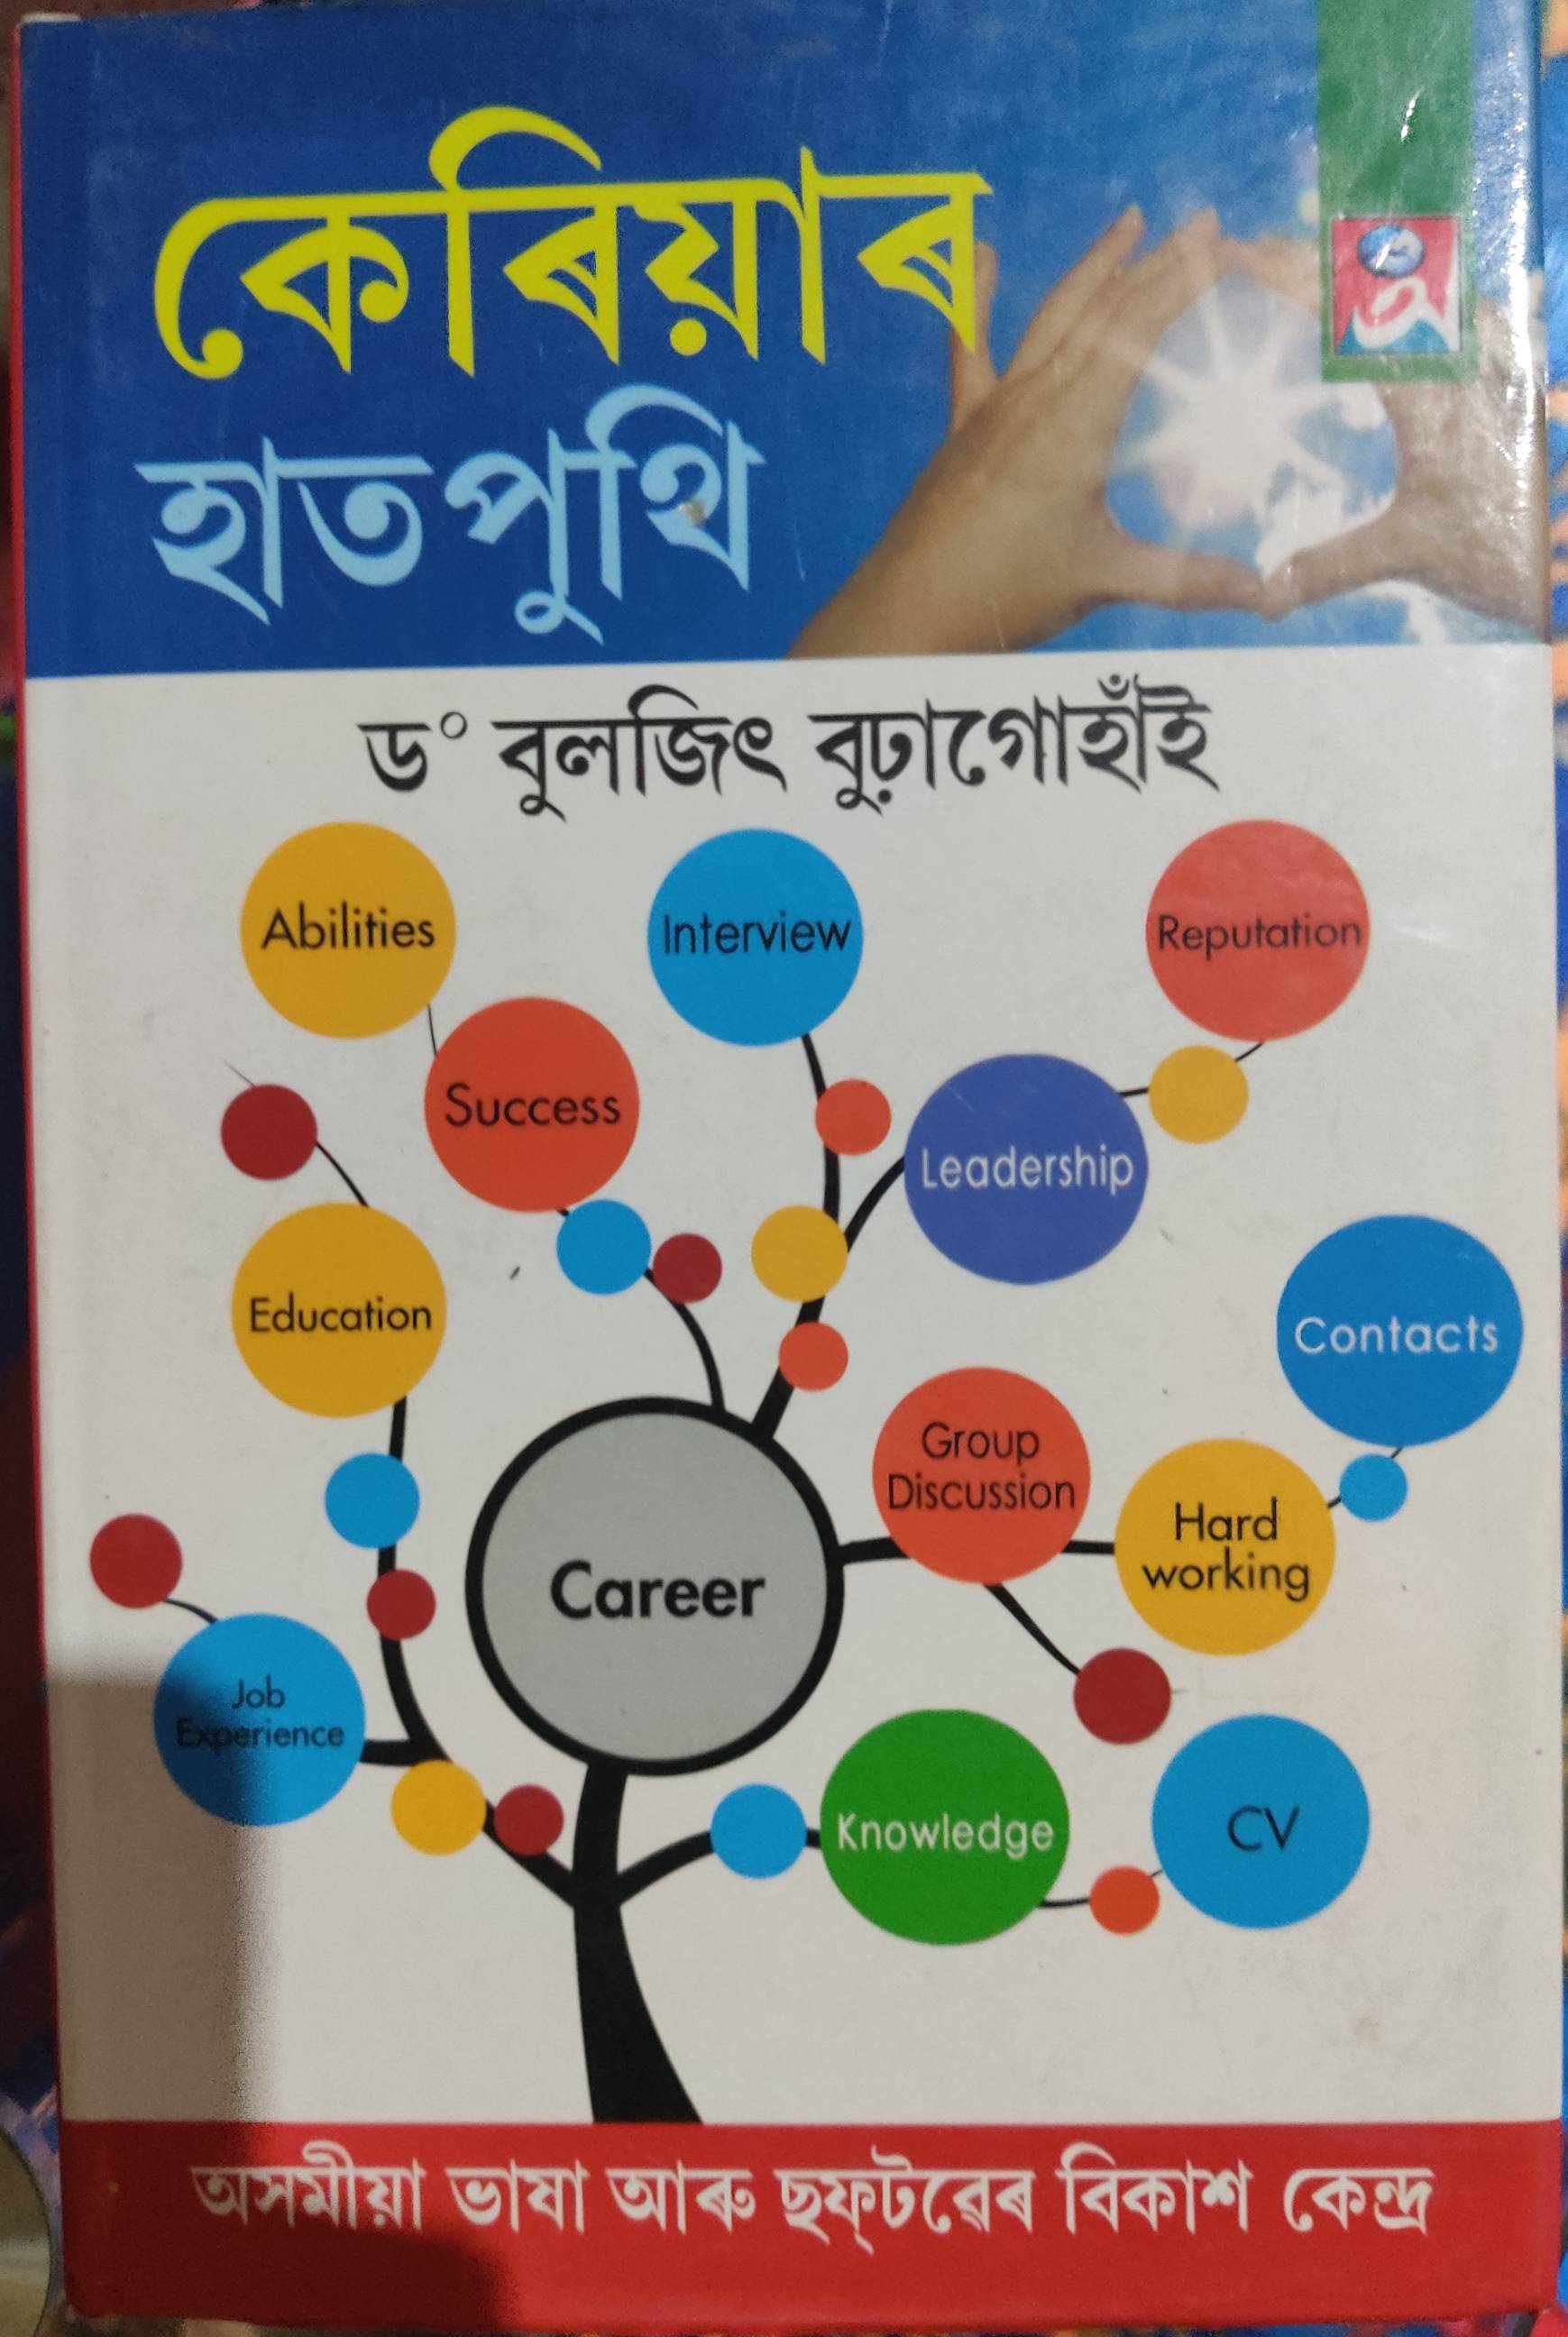 কেৰিয়াৰ
হাতপুথি
অ
ড° বুলজিৎ বুঢ়াগোহাঁই
Abilities
Interview
Reputation
Success
Leadership
Education
Contacts
Group
Discussion
Hard
working
Career
Job
Experience
Knowledge
CV
অসমীয়া ভাষা আৰু ছফ্‌টৱেৰ বিকাশ কেন্দ্ৰ